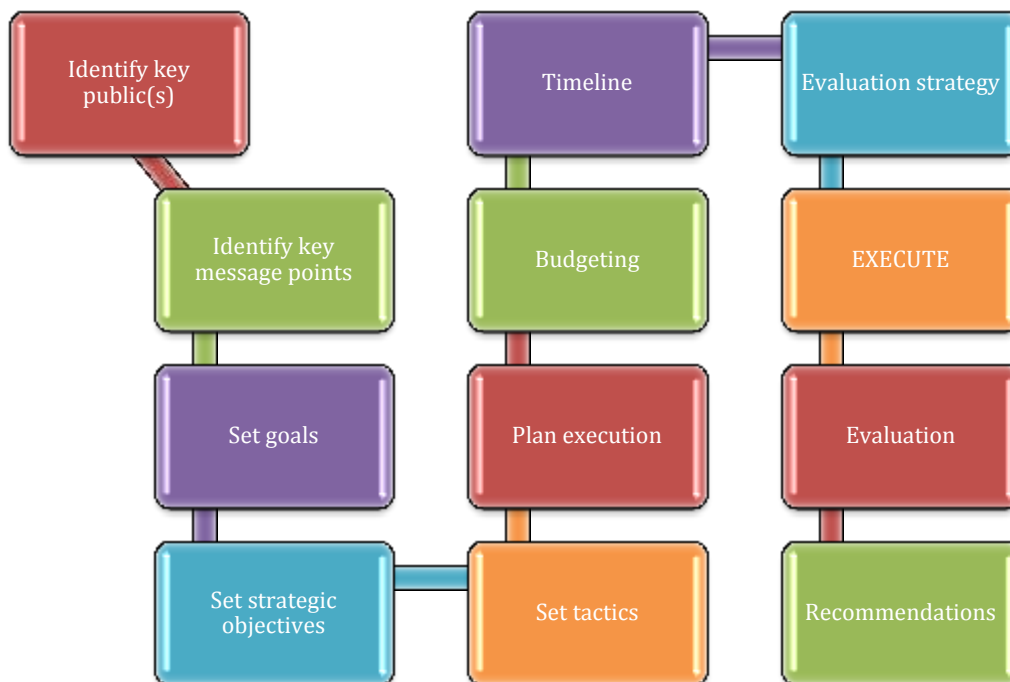 Identify key
public(s)
Identify key
message points
Set goals
Set strategic
objectives
Set tactics
Plan execution
Budgeting
Timeline
Evaluation strategy
EXECUTE
Evaluation
Recommendations